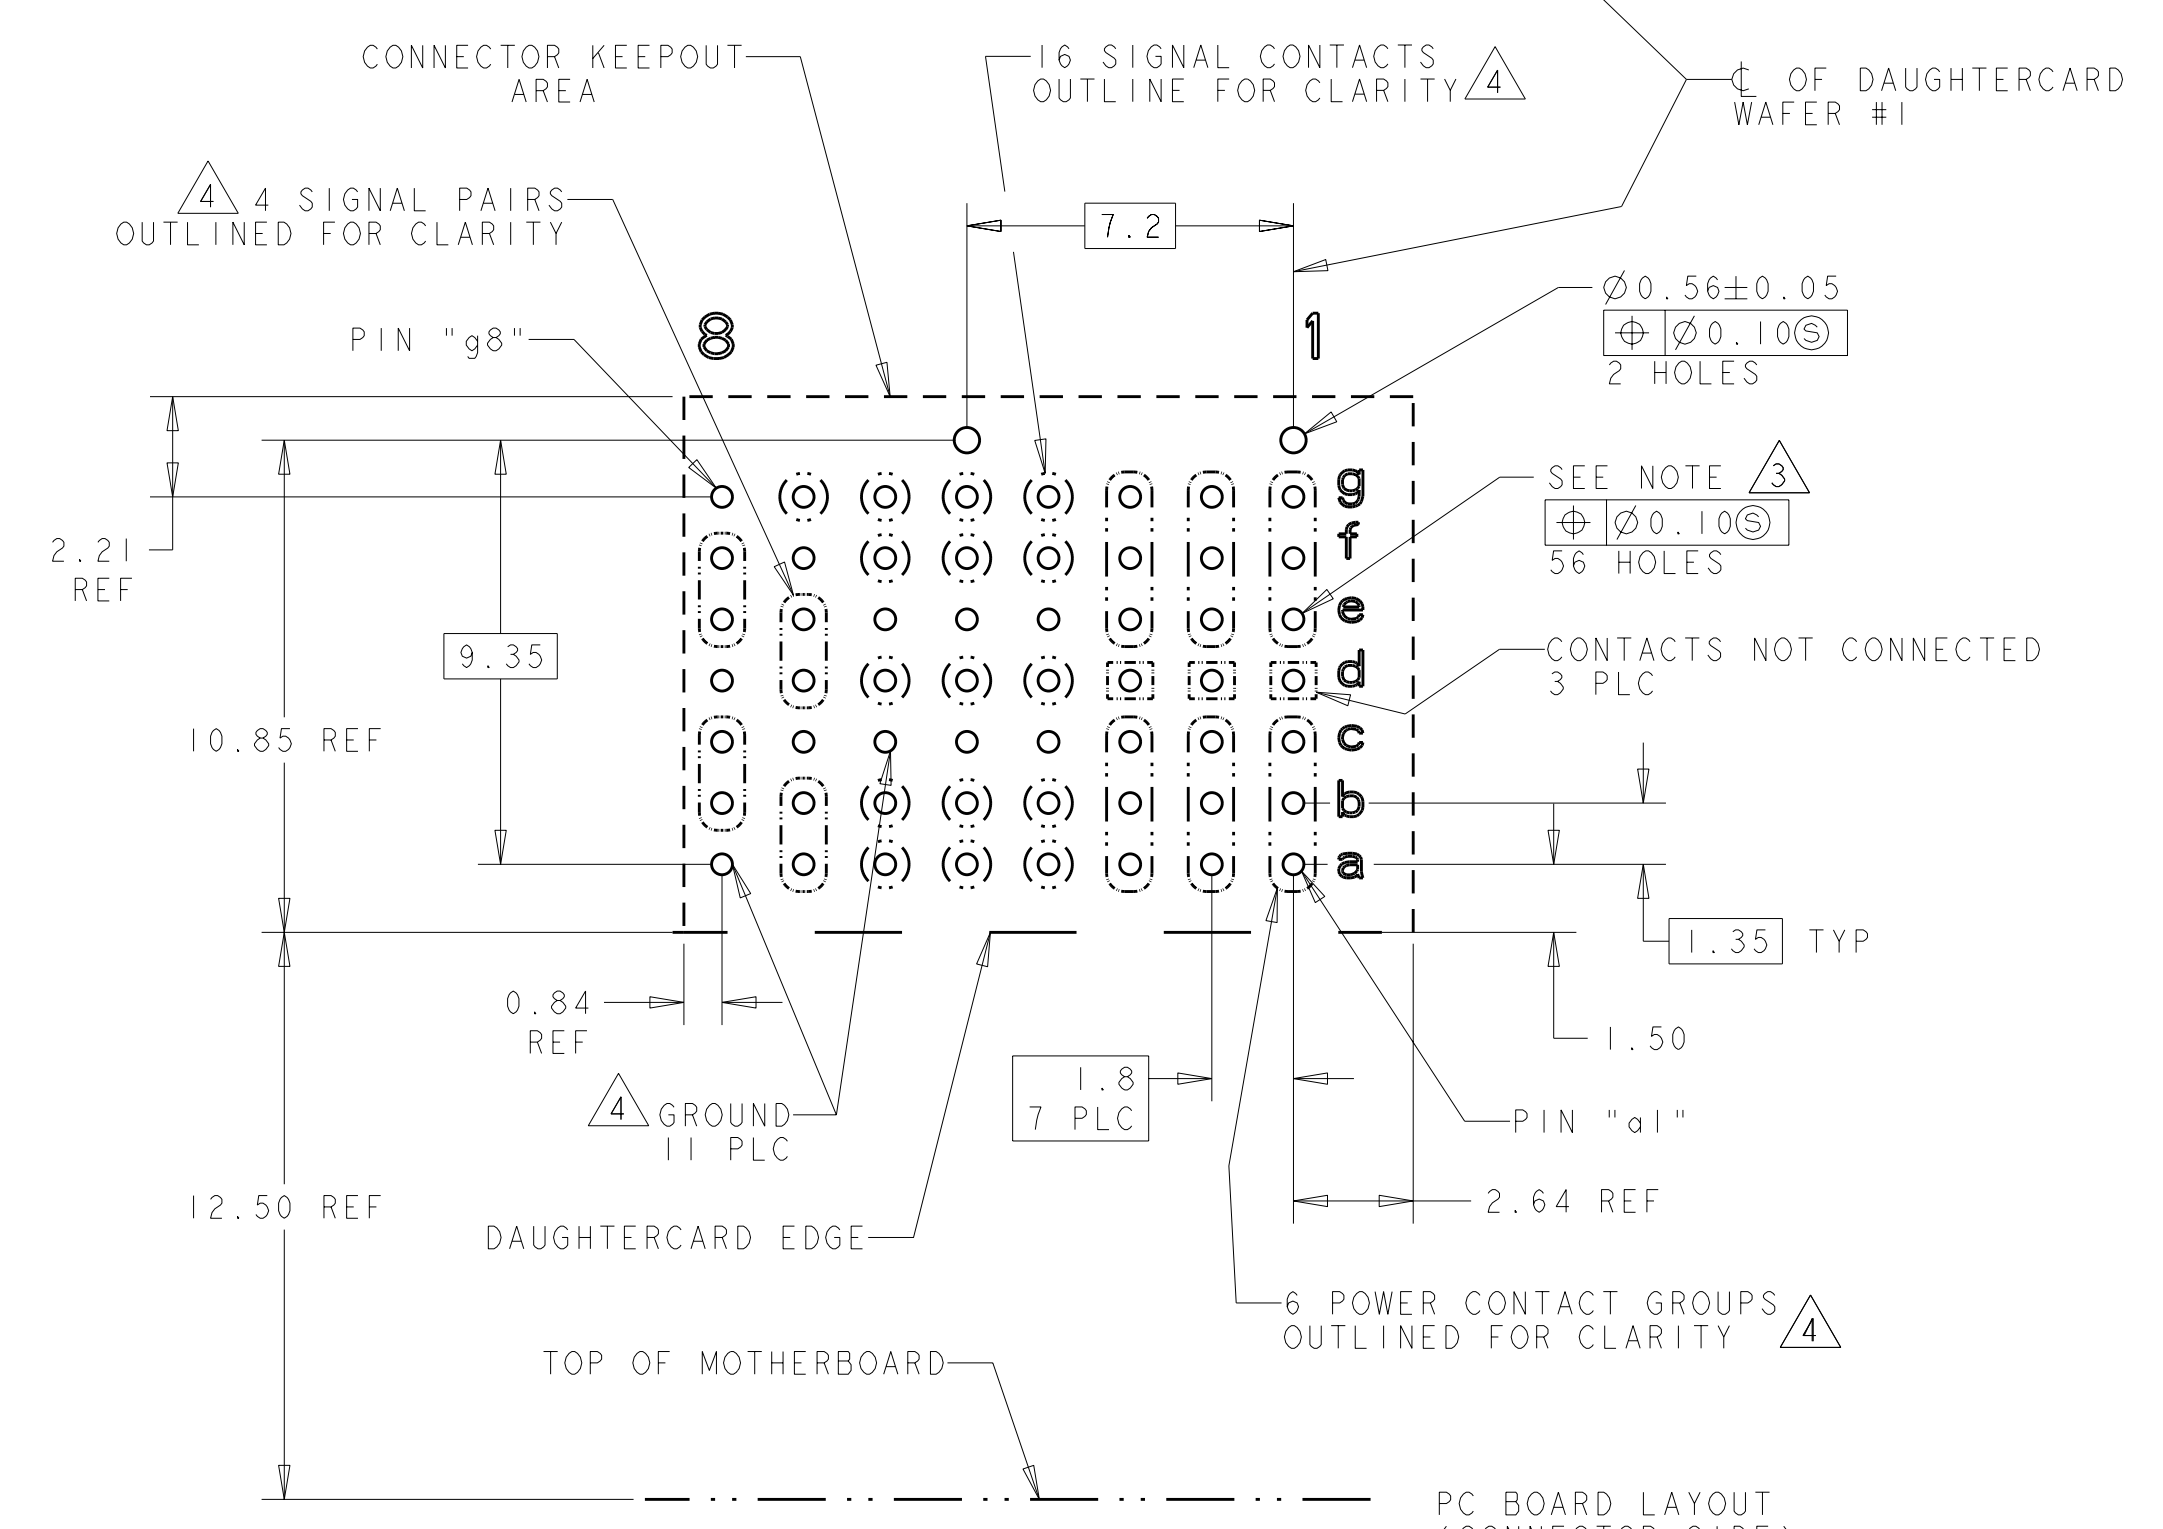 CONNECTOR KEEPOUT
AREA
16 SIGNAL CONTACTS
OUTLINE FOR CLARITY 4
℄ OF DAUGHTERCARD
WAFER #1
4 4 SIGNAL PAIRS
OUTLINED FOR CLARITY
7.2
Ø0.56±0.05
⌖ Ø0.10Ⓢ
2 HOLES
PIN "g8"
8
1
g
SEE NOTE 3
⌖ Ø0.10Ⓢ
56 HOLES
f
2.21
REF
e
9.35
CONTACTS NOT CONNECTED
3 PLC
d
10.85 REF
c
b
a
1.35 TYP
0.84
REF
1.50
1.8
7 PLC
4 GROUND
11 PLC
PIN "a1"
12.50 REF
2.64 REF
DAUGHTERCARD EDGE
6 POWER CONTACT GROUPS
OUTLINED FOR CLARITY 4
TOP OF MOTHERBOARD
PC BOARD LAYOUT